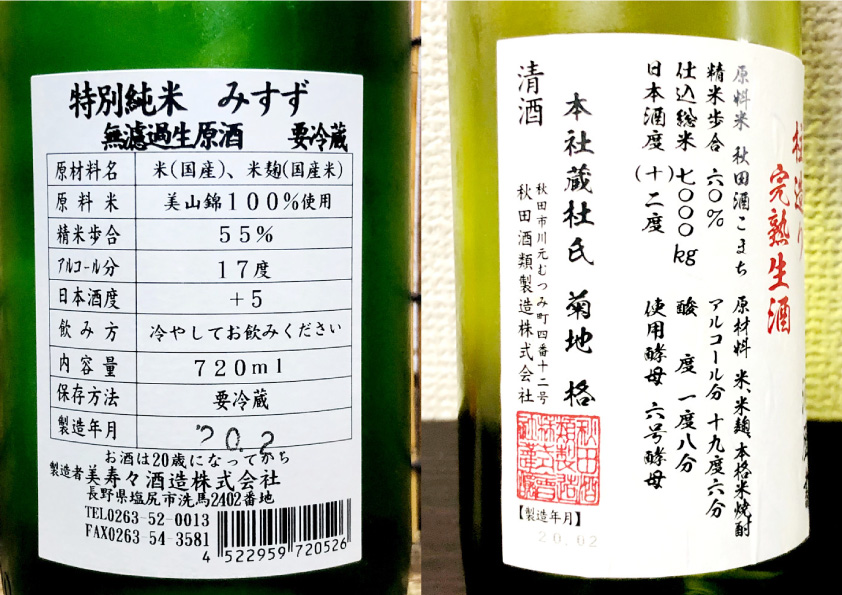 特別純米 みすず
無濾過生原酒 要冷蔵
原材料名 米(国産)、米麹(国産米)
原料米 美山錦100%使用
精米歩合 55%
アルコール分 17度
日本酒度 +5
飲み方 冷やしてお飲みください
内容量 720ml
保存方法 要冷蔵
製造年月 '20.2
お酒は20歳になってから
製造者 美寿々酒造株式会社
長野県塩尻市洗馬2402番地
TEL0263-52-0013
FAX0263-54-3581
4 522959 720526
完熟生酒
原料米 秋田酒こまち 原材料 米、米麹、本格米焼酎
精米歩合 六〇% アルコール分 十九度六分
仕込総米 七〇〇〇kg 酸度 一度八分
日本酒度 (+)二度 使用酵母 六号酵母
本社蔵杜氏 菊地 格
秋田市川元むつみ町四番十二号
秋田酒類製造株式会社
清酒
【製造年月】
20.02